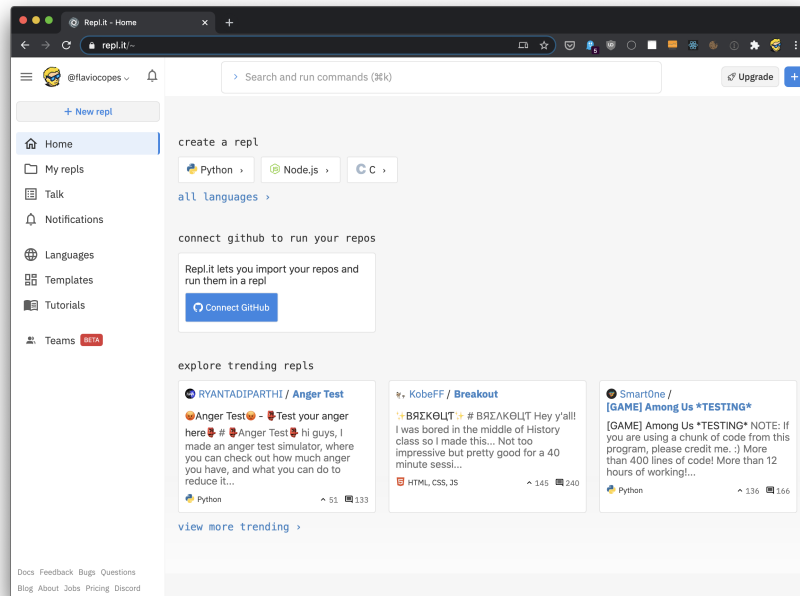 Repl.it - Home
repl.it/~
5
@flaviocopes
Search and run commands (⌘k)
Upgrade
+ New repl
Home
My repls
Talk
Notifications
Languages
Templates
Tutorials
Teams BETA
create a repl
Python ›
Node.js ›
C ›
all languages ›
connect github to run your repos
Repl.it lets you import your repos and
run them in a repl
Connect GitHub
explore trending repls
RYANTADIPARTHI / Anger Test
😡Anger Test😡 - 👺Test your anger
here👺 # 👺Anger Test👺 hi guys, I
made an anger test simulator, where
you can check out how much anger
you have, and what you can do to
reduce it...
Python
51 133
KobeFF / Breakout
✨BЯΣKӨЦƬ✨ # BЯΣΛKӨЦƬ Hey y'all!
I was bored in the middle of History
class so I made this... Not too
impressive but pretty good for a 40
minute sessi...
HTML, CSS, JS
145 240
Smart0ne /
[GAME] Among Us *TESTING*
[GAME] Among Us *TESTING* NOTE: If
you are using a chunk of code from this
program, please credit me. :) More
than 400 lines of code! More than 12
hours of working!...
Python
136 166
view more trending ›
Docs Feedback Bugs Questions
Blog About Jobs Pricing Discord